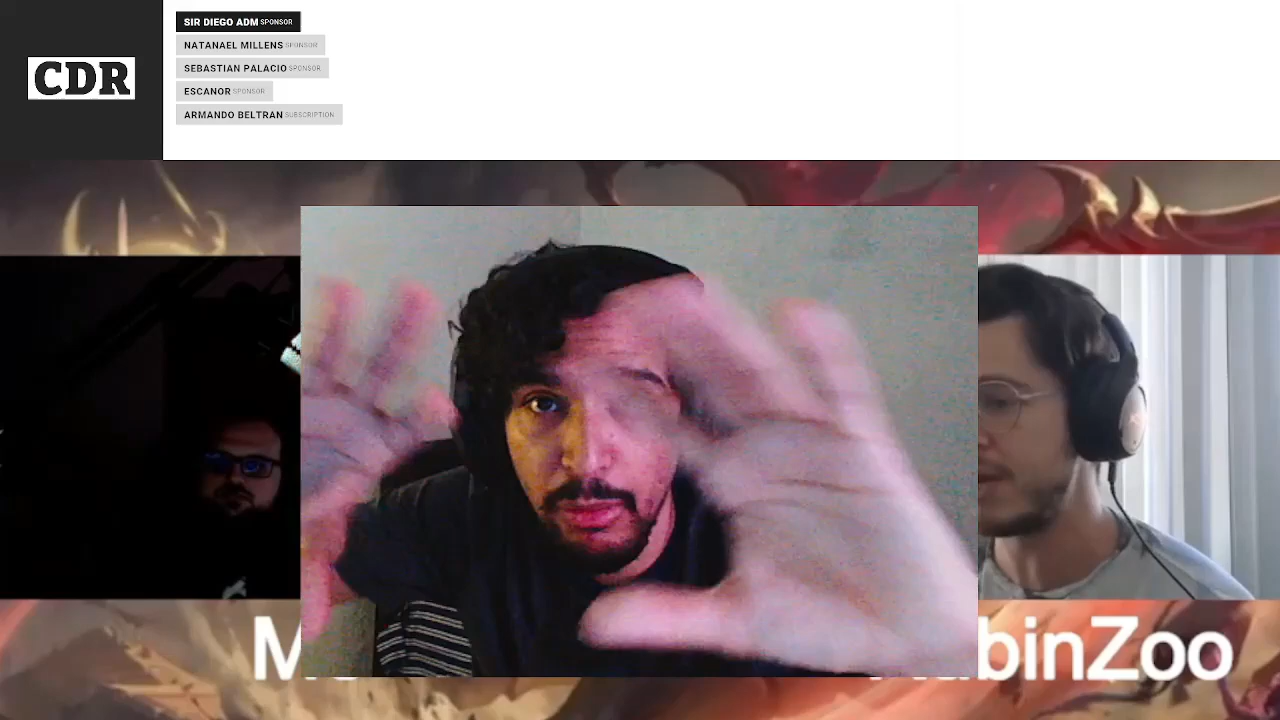 CDR
SIR DIEGO ADM SPONSOR
NATANAEL MILLENS SPONSOR
SEBASTIAN PALACIO SPONSOR
ESCANOR SPONSOR
ARMANDO BELTRAN SUBSCRIPTION
binZoo